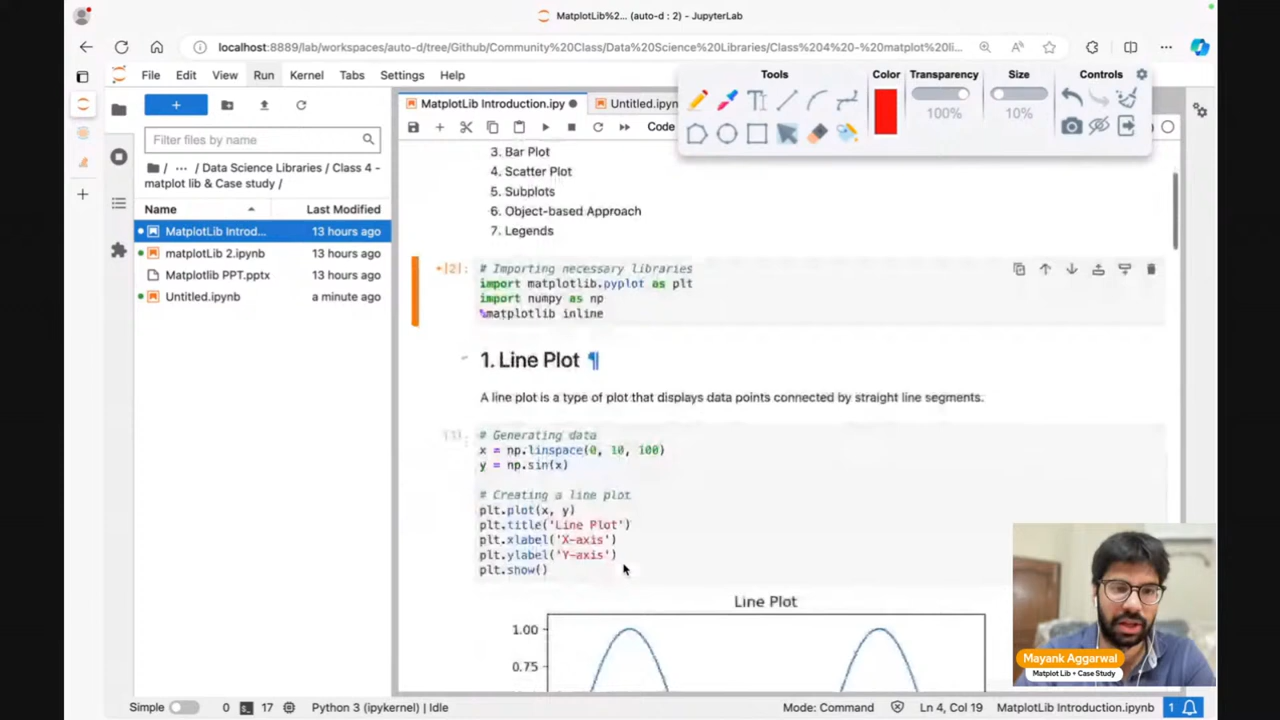 MatplotLib%2... (auto-d : 2) - JupyterLab
localhost:8889/lab/workspaces/auto-d/tree/Github/Community%20Class/Data%20Science%20Libraries/Class%204%20-%20matplot%20li...
File Edit View Run Kernel Tabs Settings Help
Tools Color Transparency Size Controls
100% 10%
Filter files by name
/ ··· / Data Science Libraries / Class 4 -
matplot lib & Case study /
Name Last Modified
MatplotLib Introd... 13 hours ago
matplotLib 2.ipynb 13 hours ago
Matplotlib PPT.pptx 13 hours ago
Untitled.ipynb a minute ago
MatplotLib Introduction.ipy Untitled.ipyn
Code
3. Bar Plot
4. Scatter Plot
5. Subplots
6. Object-based Approach
7. Legends
[2]:
# Importing necessary libraries
import matplotlib.pyplot as plt
import numpy as np
%matplotlib inline
1. Line Plot ¶
A line plot is a type of plot that displays data points connected by straight line segments.
# Generating data
x = np.linspace(0, 10, 100)
y = np.sin(x)
# Creating a line plot
plt.plot(x, y)
plt.title('Line Plot')
plt.xlabel('X-axis')
plt.ylabel('Y-axis')
plt.show()
Line Plot
1.00
0.75
Mayank Aggarwal
Matplot Lib + Case Study
Simple 0 17 Python 3 (ipykernel) | Idle Mode: Command Ln 4, Col 19 MatplotLib Introduction.ipynb 1